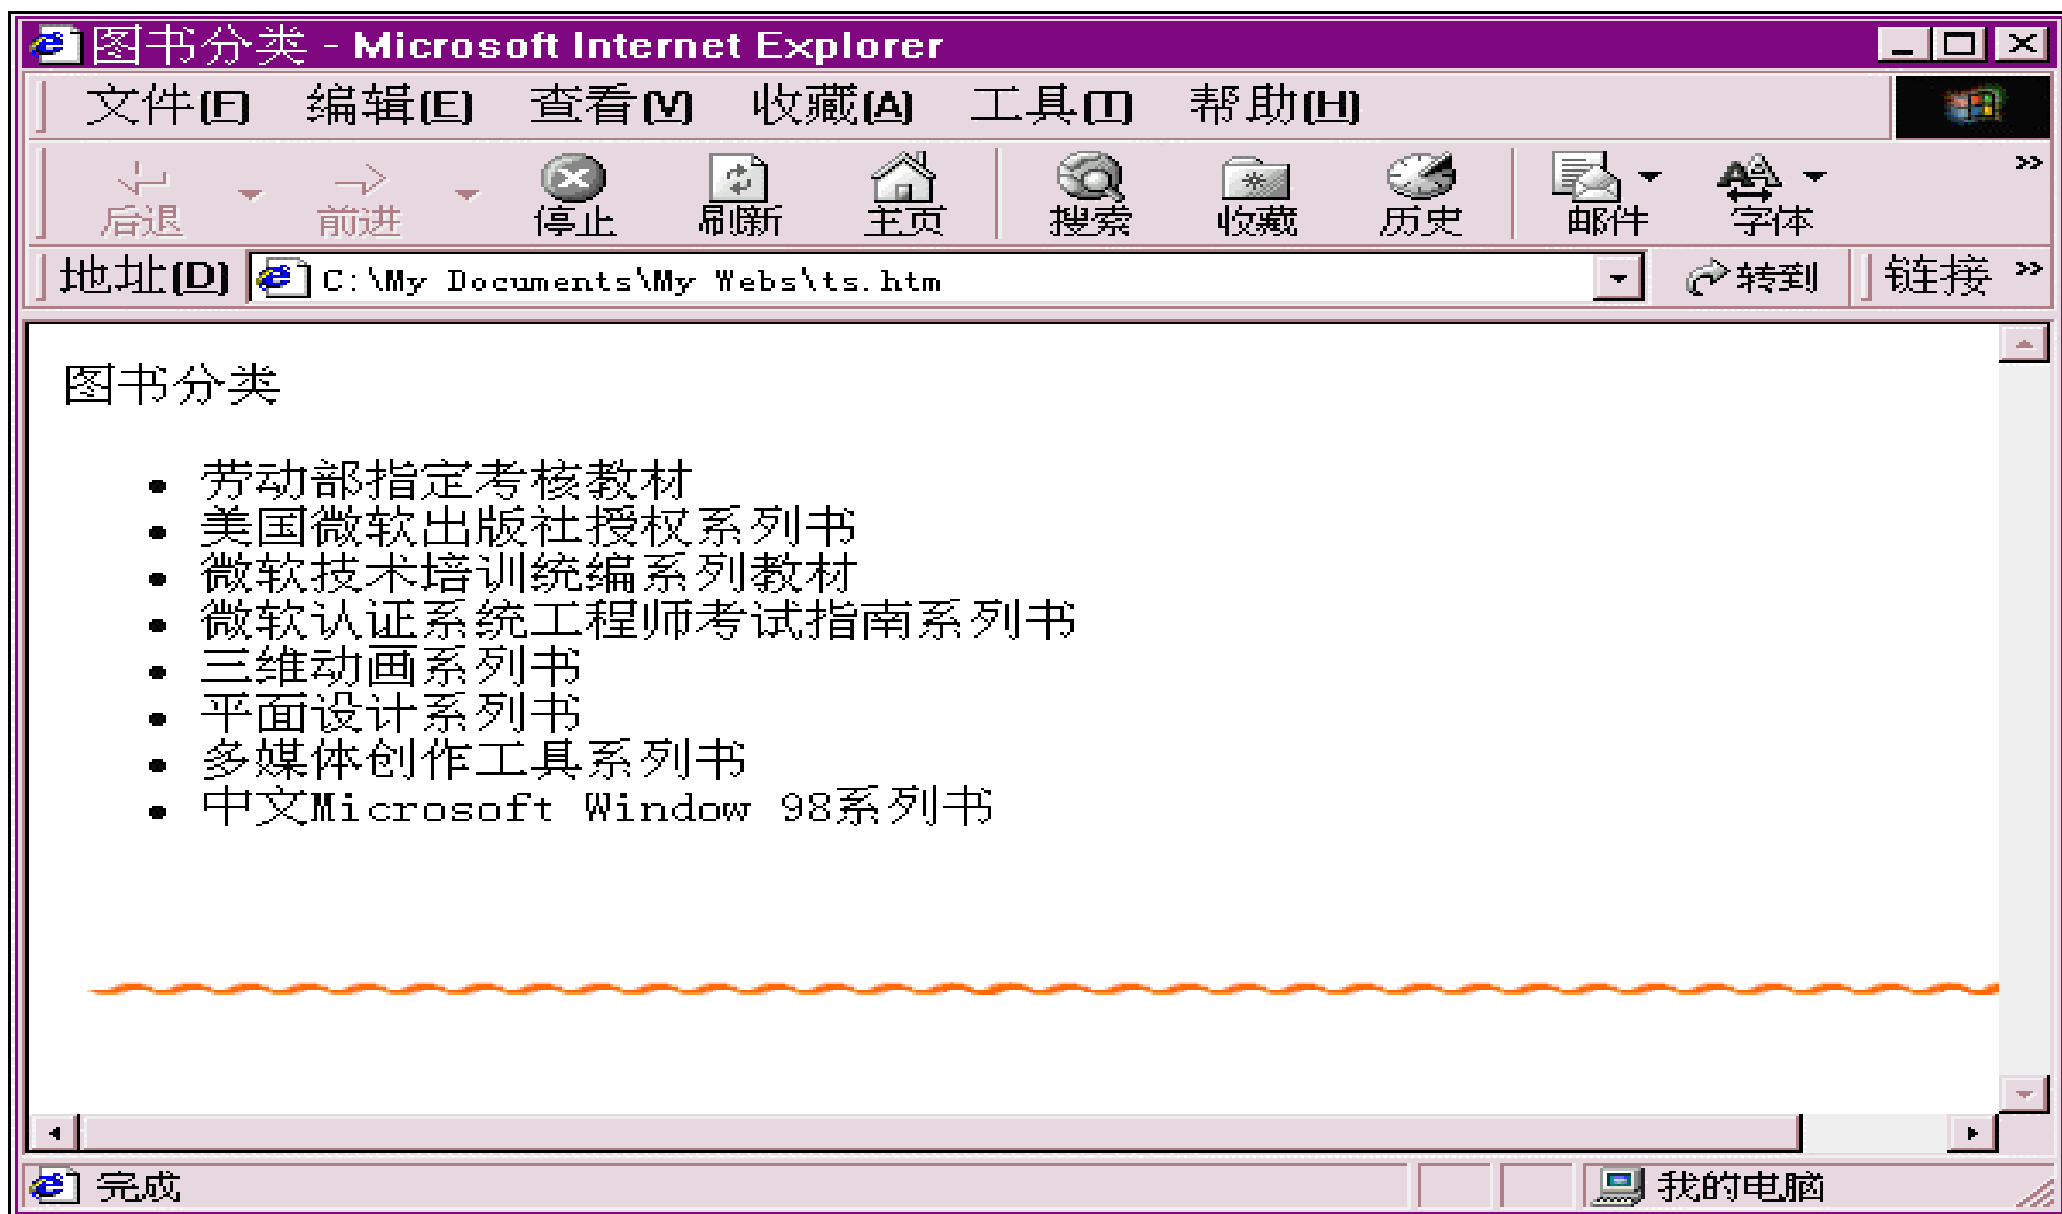 图书分类 - Microsoft Internet Explorer
文件(F) 编辑(E) 查看(V) 收藏(A) 工具(T) 帮助(H)
后退 前进 停止 刷新 主页 搜索 收藏 历史 邮件 字体 »
地址(D) C:\My Documents\My Webs\ts.htm 转到 链接 »
图书分类
• 劳动部指定考核教材
• 美国微软出版社授权系列书
• 微软技术培训统编系列教材
• 微软认证系统工程师考试指南系列书
• 三维动画系列书
• 平面设计系列书
• 多媒体创作工具系列书
• 中文Microsoft Window 98系列书
完成 我的电脑